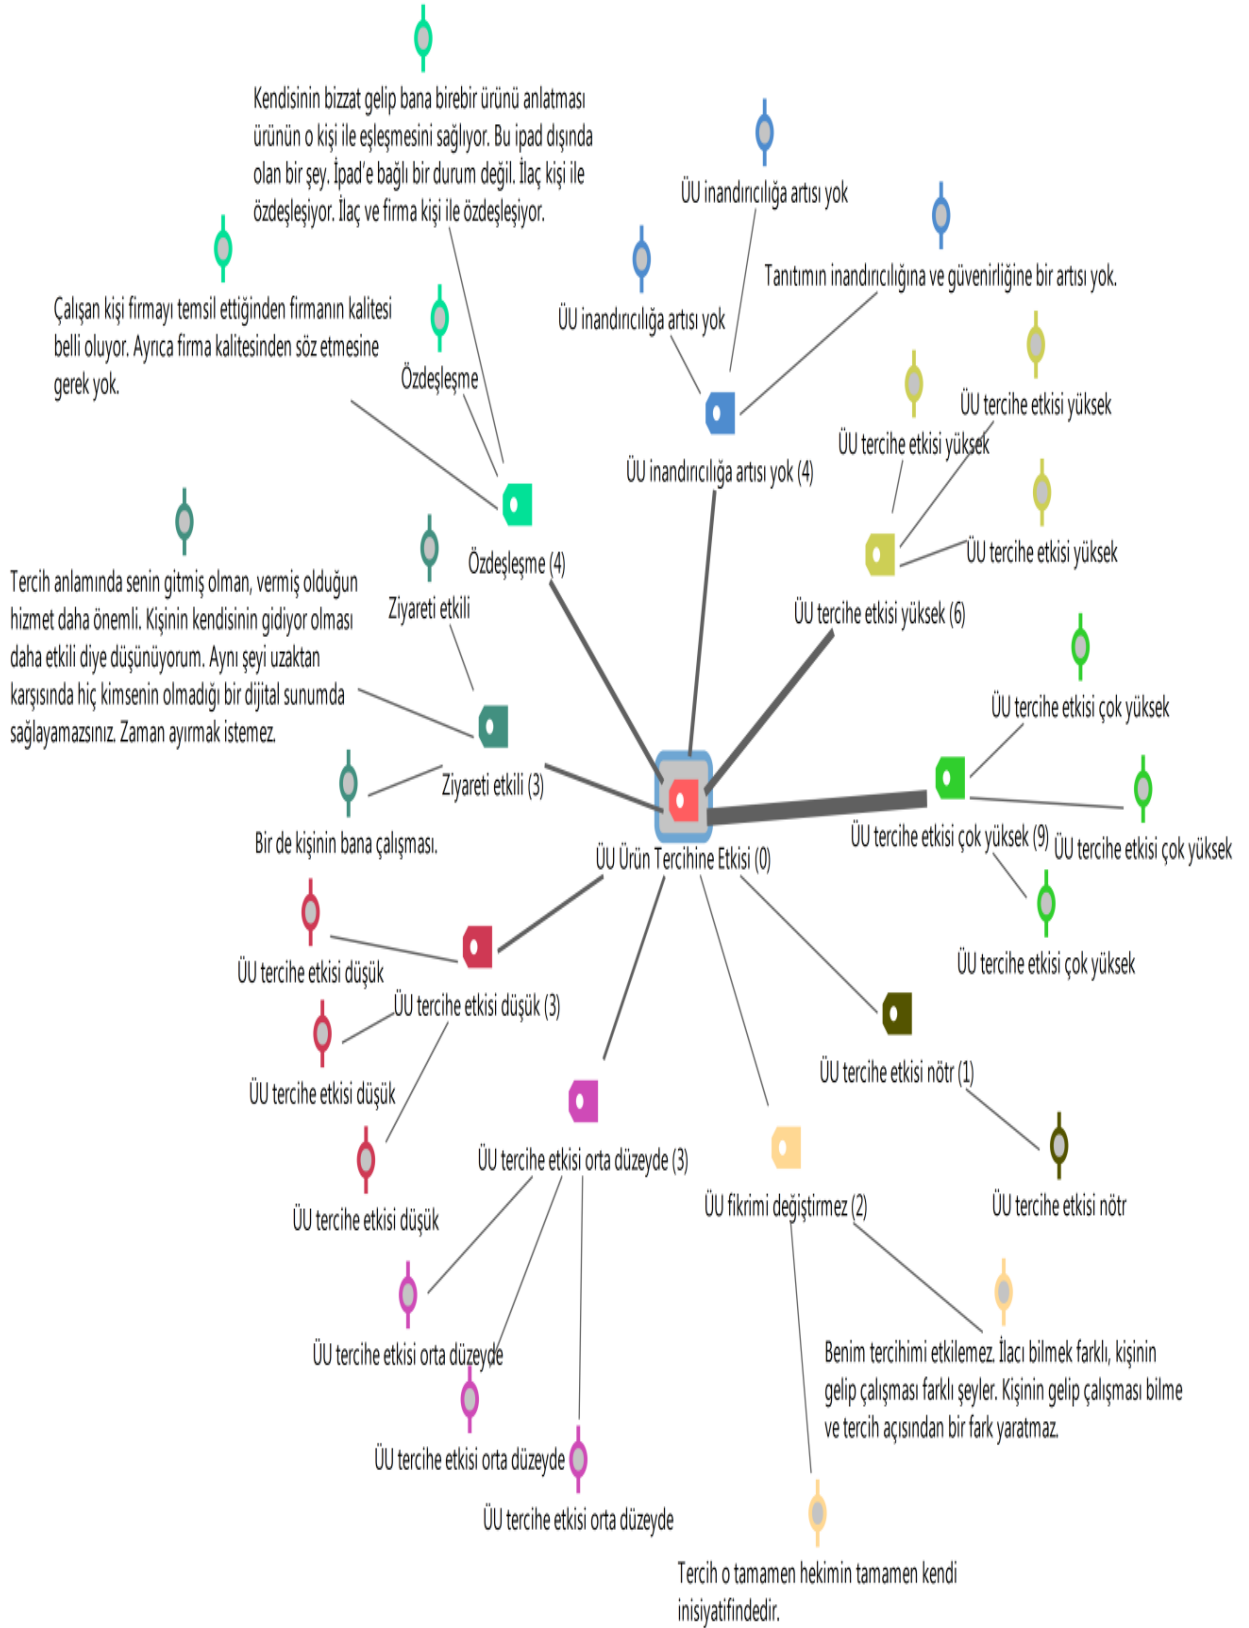 Kendisinin bizzat gelip bana birebir ürünü anlatması
ürünün o kişi ile eşleşmesini sağlıyor. Bu ipad dışında
olan bir şey. İpad'e bağlı bir durum değil. İlaç kişi ile
özdeşleşiyor. İlaç ve firma kişi ile özdeşleşiyor.
ÜU inandırıcılığa artısı yok
Tanıtımın inandırıcılığına ve güvenirliğine bir artısı yok.
ÜU inandırıcılığa artısı yok
Çalışan kişi firmayı temsil ettiğinden firmanın kalitesi
belli oluyor. Ayrıca firma kalitesinden söz etmesine
gerek yok.
Özdeşleşme
ÜU tercihe etkisi yüksek
ÜU tercihe etkisi yüksek
ÜU inandırıcılığa artısı yok (4)
ÜU tercihe etkisi yüksek
Özdeşleşme (4)
ÜU tercihe etkisi yüksek (6)
Ziyareti etkili
Tercih anlamında senin gitmiş olman, vermiş olduğun
hizmet daha önemli. Kişinin kendisinin gidiyor olması
daha etkili diye düşünüyorum. Aynı şeyi uzaktan
karşısında hiç kimsenin olmadığı bir dijital sunumda
sağlayamazsınız. Zaman ayırmak istemez.
ÜU tercihe etkisi çok yüksek
Ziyareti etkili (3)
Bir de kişinin bana çalışması.
ÜU tercihe etkisi çok yüksek (9)
ÜU tercihe etkisi çok yüksek
ÜU Ürün Tercihine Etkisi (0)
ÜU tercihe etkisi çok yüksek
ÜU tercihe etkisi düşük
ÜU tercihe etkisi düşük (3)
ÜU tercihe etkisi nötr (1)
ÜU tercihe etkisi düşük
ÜU tercihe etkisi orta düzeyde (3)
ÜU fikrimi değiştirmez (2)
ÜU tercihe etkisi nötr
ÜU tercihe etkisi düşük
ÜU tercihe etkisi orta düzeyde
Benim tercihimi etkilemez. İlacı bilmek farklı, kişinin
gelip çalışması farklı şeyler. Kişinin gelip çalışması bilme
ve tercih açısından bir fark yaratmaz.
ÜU tercihe etkisi orta düzeyde
ÜU tercihe etkisi orta düzeyde
Tercih o tamamen hekimin tamamen kendi
inisiyatifindedir.